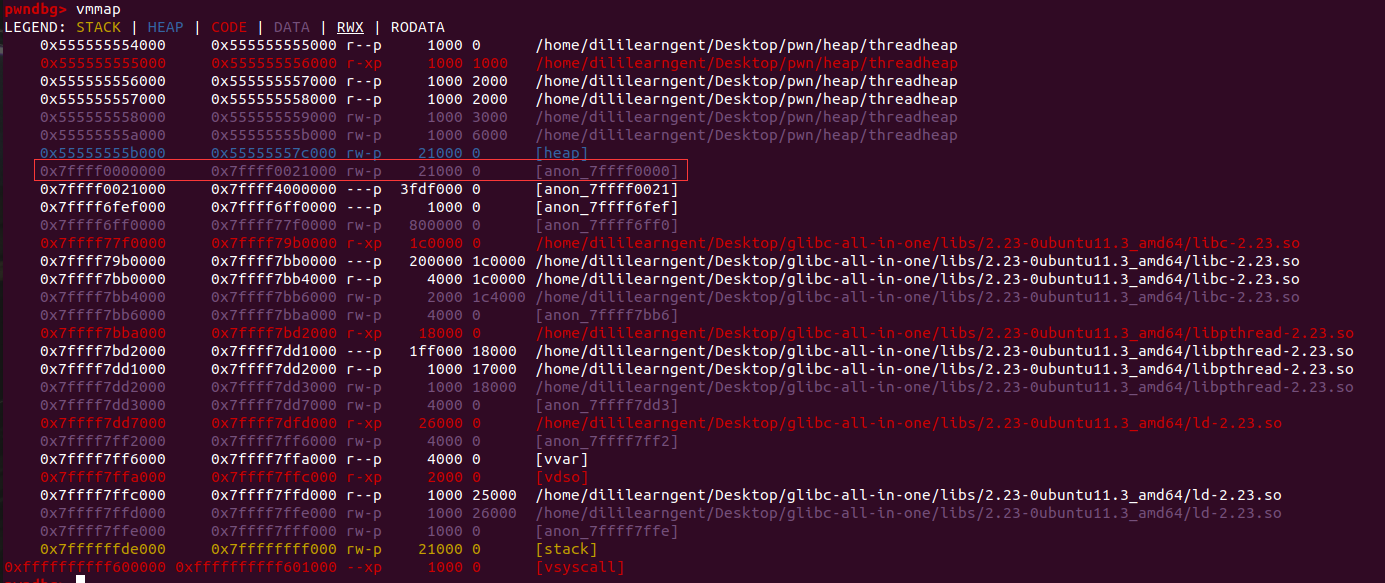 pwndbg> vmmap
LEGEND: STACK | HEAP | CODE | DATA | RWX | RODATA
0x555555554000 0x555555555000 r--p 1000 0 /home/dililearngent/Desktop/pwn/heap/threadheap
0x555555555000 0x555555556000 r-xp 1000 1000 /home/dililearngent/Desktop/pwn/heap/threadheap
0x555555556000 0x555555557000 r--p 1000 2000 /home/dililearngent/Desktop/pwn/heap/threadheap
0x555555557000 0x555555558000 r--p 1000 2000 /home/dililearngent/Desktop/pwn/heap/threadheap
0x555555558000 0x555555559000 rw-p 1000 3000 /home/dililearngent/Desktop/pwn/heap/threadheap
0x55555555a000 0x55555555b000 rw-p 1000 6000 /home/dililearngent/Desktop/pwn/heap/threadheap
0x55555555b000 0x55555557c000 rw-p 21000 0 [heap]
0x7ffff0000000 0x7ffff0021000 rw-p 21000 0 [anon_7ffff0000]
0x7ffff0021000 0x7ffff4000000 ---p 3fdf000 0 [anon_7ffff0021]
0x7ffff6fef000 0x7ffff6ff0000 ---p 1000 0 [anon_7ffff6fef]
0x7ffff6ff0000 0x7ffff77f0000 rw-p 800000 0 [anon_7ffff6ff0]
0x7ffff77f0000 0x7ffff79b0000 r-xp 1c0000 0 /home/dililearngent/Desktop/glibc-all-in-one/libs/2.23-0ubuntu11.3_amd64/libc-2.23.so
0x7ffff79b0000 0x7ffff7bb0000 ---p 200000 1c0000 /home/dililearngent/Desktop/glibc-all-in-one/libs/2.23-0ubuntu11.3_amd64/libc-2.23.so
0x7ffff7bb0000 0x7ffff7bb4000 r--p 4000 1c0000 /home/dililearngent/Desktop/glibc-all-in-one/libs/2.23-0ubuntu11.3_amd64/libc-2.23.so
0x7ffff7bb4000 0x7ffff7bb6000 rw-p 2000 1c4000 /home/dililearngent/Desktop/glibc-all-in-one/libs/2.23-0ubuntu11.3_amd64/libc-2.23.so
0x7ffff7bb6000 0x7ffff7bba000 rw-p 4000 0 [anon_7ffff7bb6]
0x7ffff7bba000 0x7ffff7bd2000 r-xp 18000 0 /home/dililearngent/Desktop/glibc-all-in-one/libs/2.23-0ubuntu11.3_amd64/libpthread-2.23.so
0x7ffff7bd2000 0x7ffff7dd1000 ---p 1ff000 18000 /home/dililearngent/Desktop/glibc-all-in-one/libs/2.23-0ubuntu11.3_amd64/libpthread-2.23.so
0x7ffff7dd1000 0x7ffff7dd2000 r--p 1000 17000 /home/dililearngent/Desktop/glibc-all-in-one/libs/2.23-0ubuntu11.3_amd64/libpthread-2.23.so
0x7ffff7dd2000 0x7ffff7dd3000 rw-p 1000 18000 /home/dililearngent/Desktop/glibc-all-in-one/libs/2.23-0ubuntu11.3_amd64/libpthread-2.23.so
0x7ffff7dd3000 0x7ffff7dd7000 rw-p 4000 0 [anon_7ffff7dd3]
0x7ffff7dd7000 0x7ffff7dfd000 r-xp 26000 0 /home/dililearngent/Desktop/glibc-all-in-one/libs/2.23-0ubuntu11.3_amd64/ld-2.23.so
0x7ffff7ff2000 0x7ffff7ff6000 rw-p 4000 0 [anon_7ffff7ff2]
0x7ffff7ff6000 0x7ffff7ffa000 r--p 4000 0 [vvar]
0x7ffff7ffa000 0x7ffff7ffc000 r-xp 2000 0 [vdso]
0x7ffff7ffc000 0x7ffff7ffd000 r--p 1000 25000 /home/dililearngent/Desktop/glibc-all-in-one/libs/2.23-0ubuntu11.3_amd64/ld-2.23.so
0x7ffff7ffd000 0x7ffff7ffe000 rw-p 1000 26000 /home/dililearngent/Desktop/glibc-all-in-one/libs/2.23-0ubuntu11.3_amd64/ld-2.23.so
0x7ffff7ffe000 0x7ffff7fff000 rw-p 1000 0 [anon_7ffff7ffe]
0x7ffffffde000 0x7ffffffff000 rw-p 21000 0 [stack]
0xffffffffff600000 0xffffffffff601000 --xp 1000 0 [vsyscall]
pwndbg>